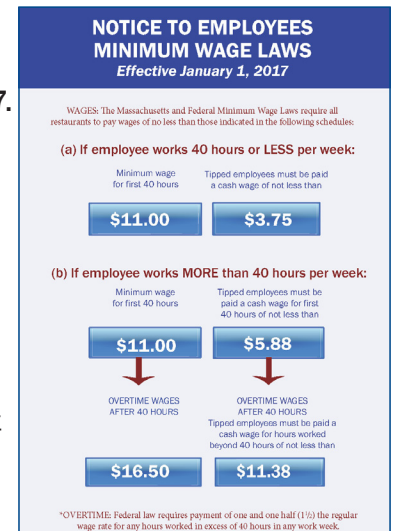 NOTICE TO EMPLOYEES
MINIMUM WAGE LAWS
Effective January 1, 2017
7.
WAGES: The Massachusetts and Federal Minimum Wage Laws require all
restaurants to pay wages of no less than those indicated in the following schedules:
(a) If employee works 40 hours or LESS per week:
Minimum wage
for first 40 hours
Tipped employees must be paid
a cash wage of not less than
$11.00
$3.75
(b) If employee works MORE than 40 hours per week:
Minimum wage
for first 40 hours
Tipped employees must be
paid a cash wage for first
40 hours of not less than
$11.00
$5.88
OVERTIME WAGES
AFTER 40 HOURS
OVERTIME WAGES
AFTER 40 HOURS
Tipped employees must be paid a
cash wage for hours worked
beyond 40 hours of not less than
$16.50
$11.38
*OVERTIME: Federal law requires payment of one and one half (1½) the regular
wage rate for any hours worked in excess of 40 hours in any work week.